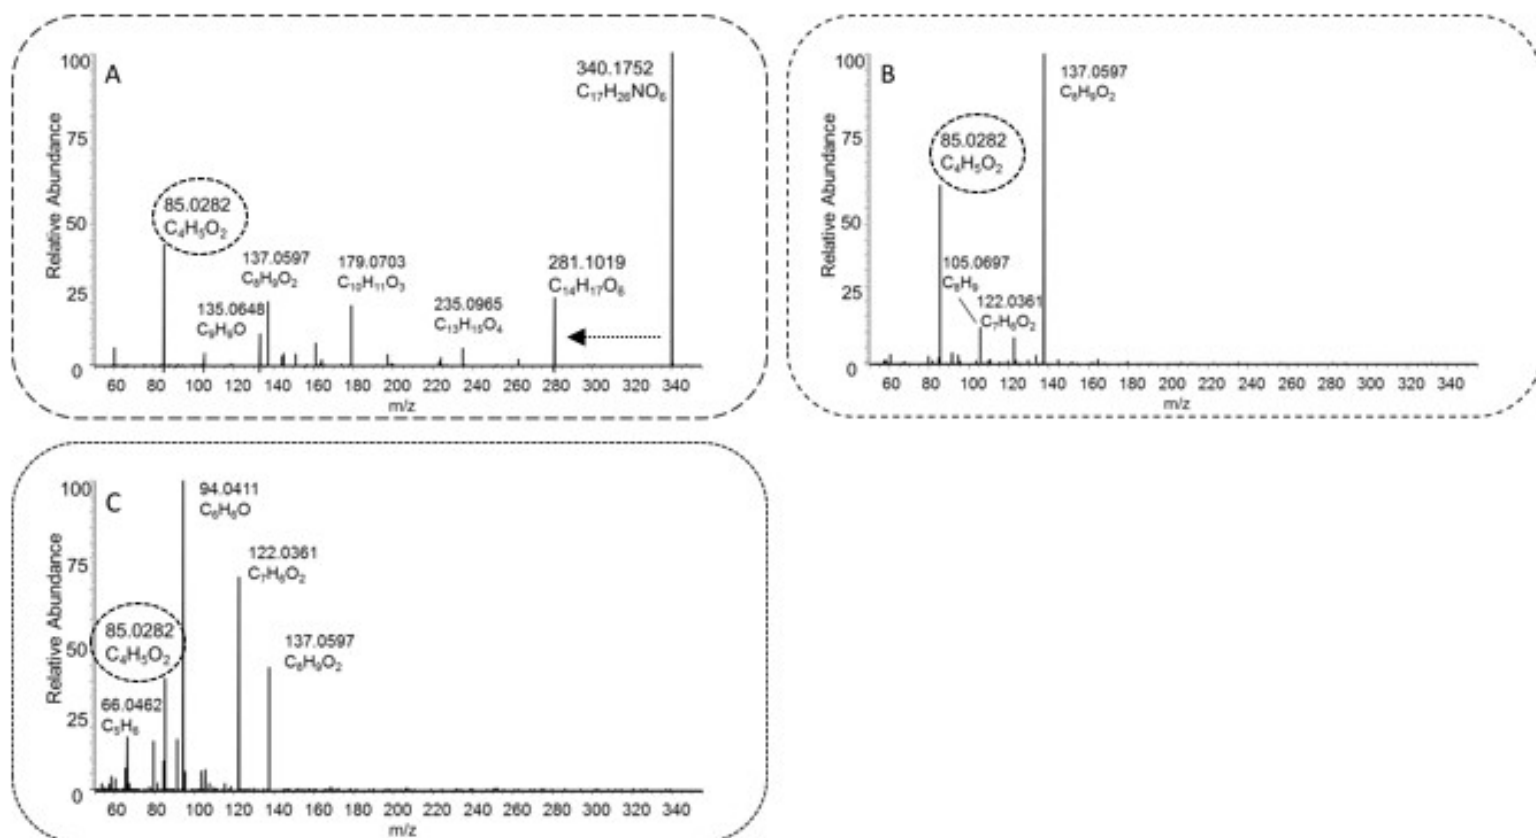 A
340.1752
C₁₇H₂₆NO₆
85.0282
C₄H₅O₂
137.0597
C₈H₉O₂
179.0703
C₁₀H₁₁O₃
281.1019
C₁₄H₁₇O₆
135.0648
C₉H₉O
235.0965
C₁₃H₁₅O₄
Relative Abundance
100
75
50
25
0
60 80 100 120 140 160 180 200 220 240 260 280 300 320 340
m/z
B
137.0597
C₈H₉O₂
85.0282
C₄H₅O₂
105.0697
C₈H₉
122.0361
C₇H₆O₂
Relative Abundance
100
75
50
25
0
60 80 100 120 140 160 180 200 220 240 260 280 300 320 340
m/z
C
94.0411
C₆H₆O
122.0361
C₇H₆O₂
85.0282
C₄H₅O₂
137.0597
C₈H₉O₂
66.0462
C₅H₆
Relative Abundance
100
75
50
25
0
60 80 100 120 140 160 180 200 220 240 260 280 300 320 340
m/z